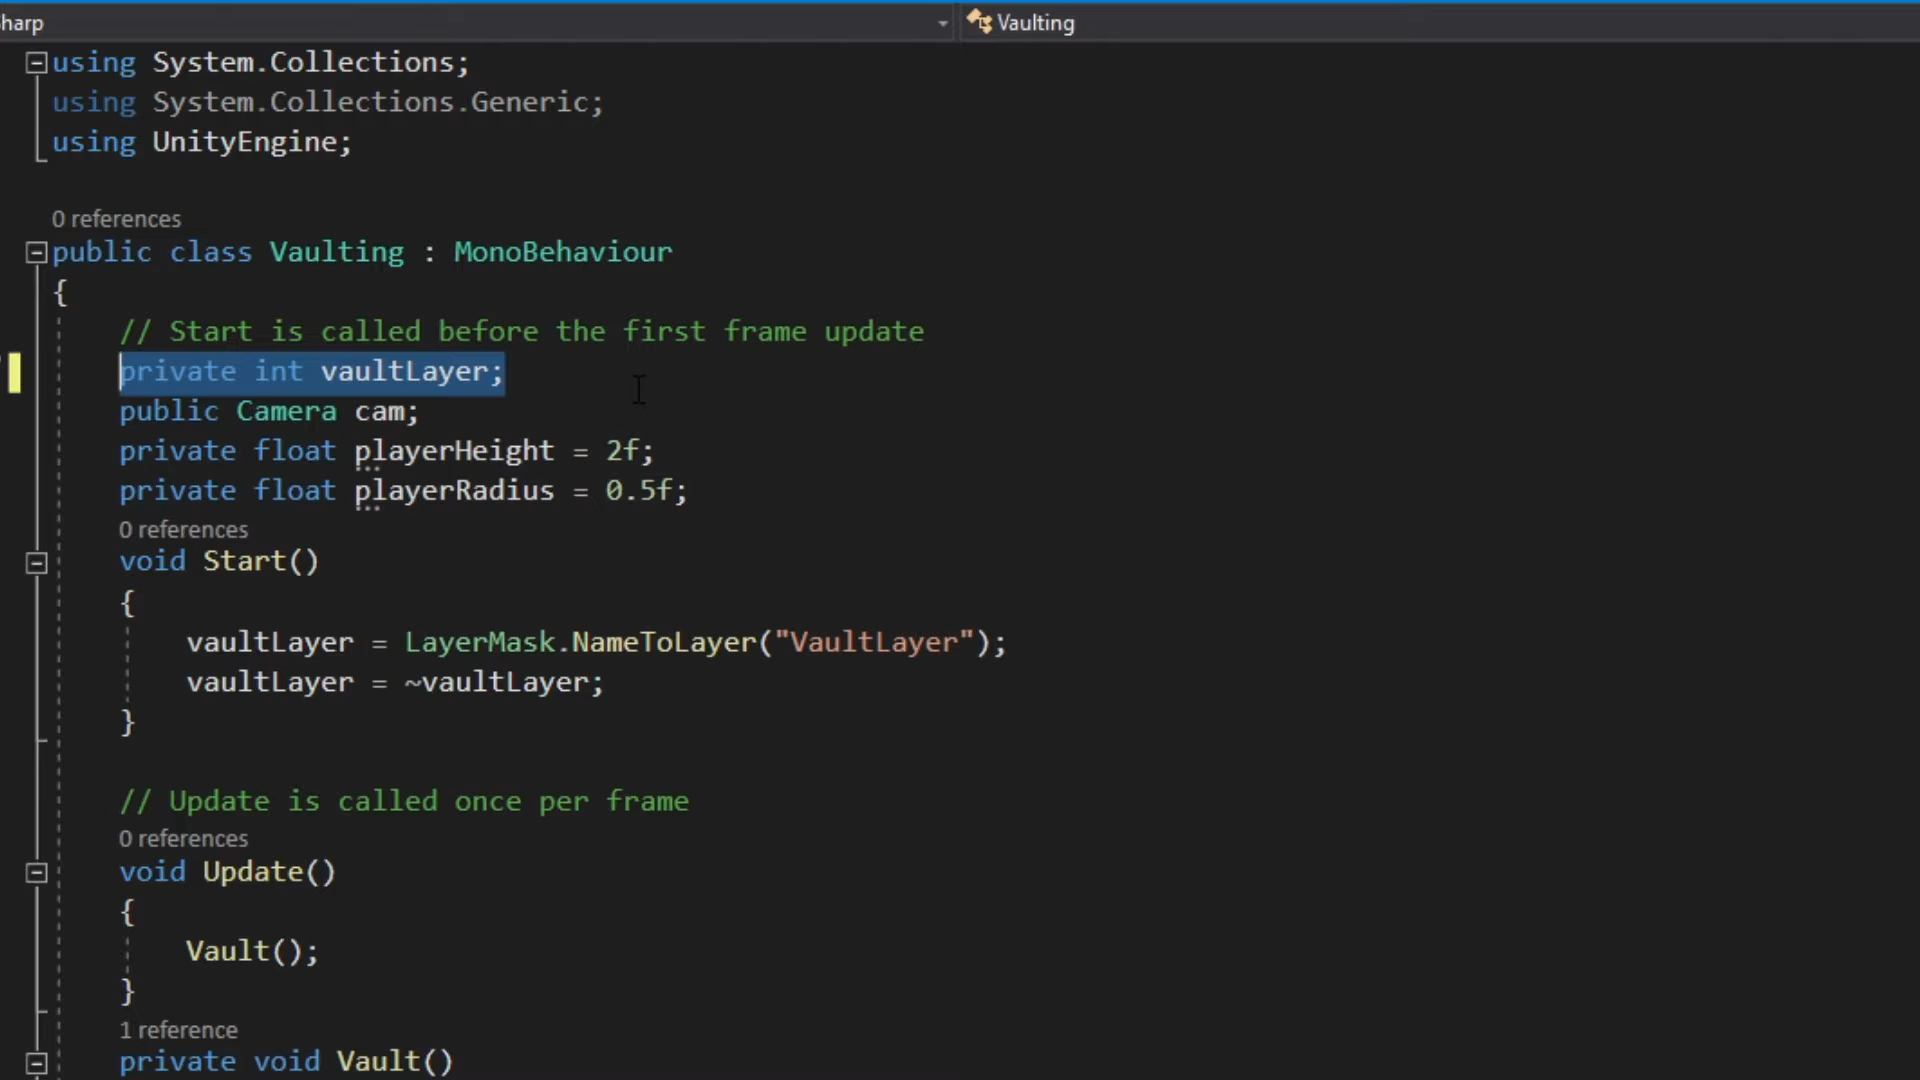 harp
Vaulting
using System.Collections;
using System.Collections.Generic;
using UnityEngine;
0 references
public class Vaulting : MonoBehaviour
{
// Start is called before the first frame update
private int vaultLayer;
public Camera cam;
private float playerHeight = 2f;
private float playerRadius = 0.5f;
0 references
void Start()
{
vaultLayer = LayerMask.NameToLayer("VaultLayer");
vaultLayer = ~vaultLayer;
}
// Update is called once per frame
0 references
void Update()
{
Vault();
}
1 reference
private void Vault()